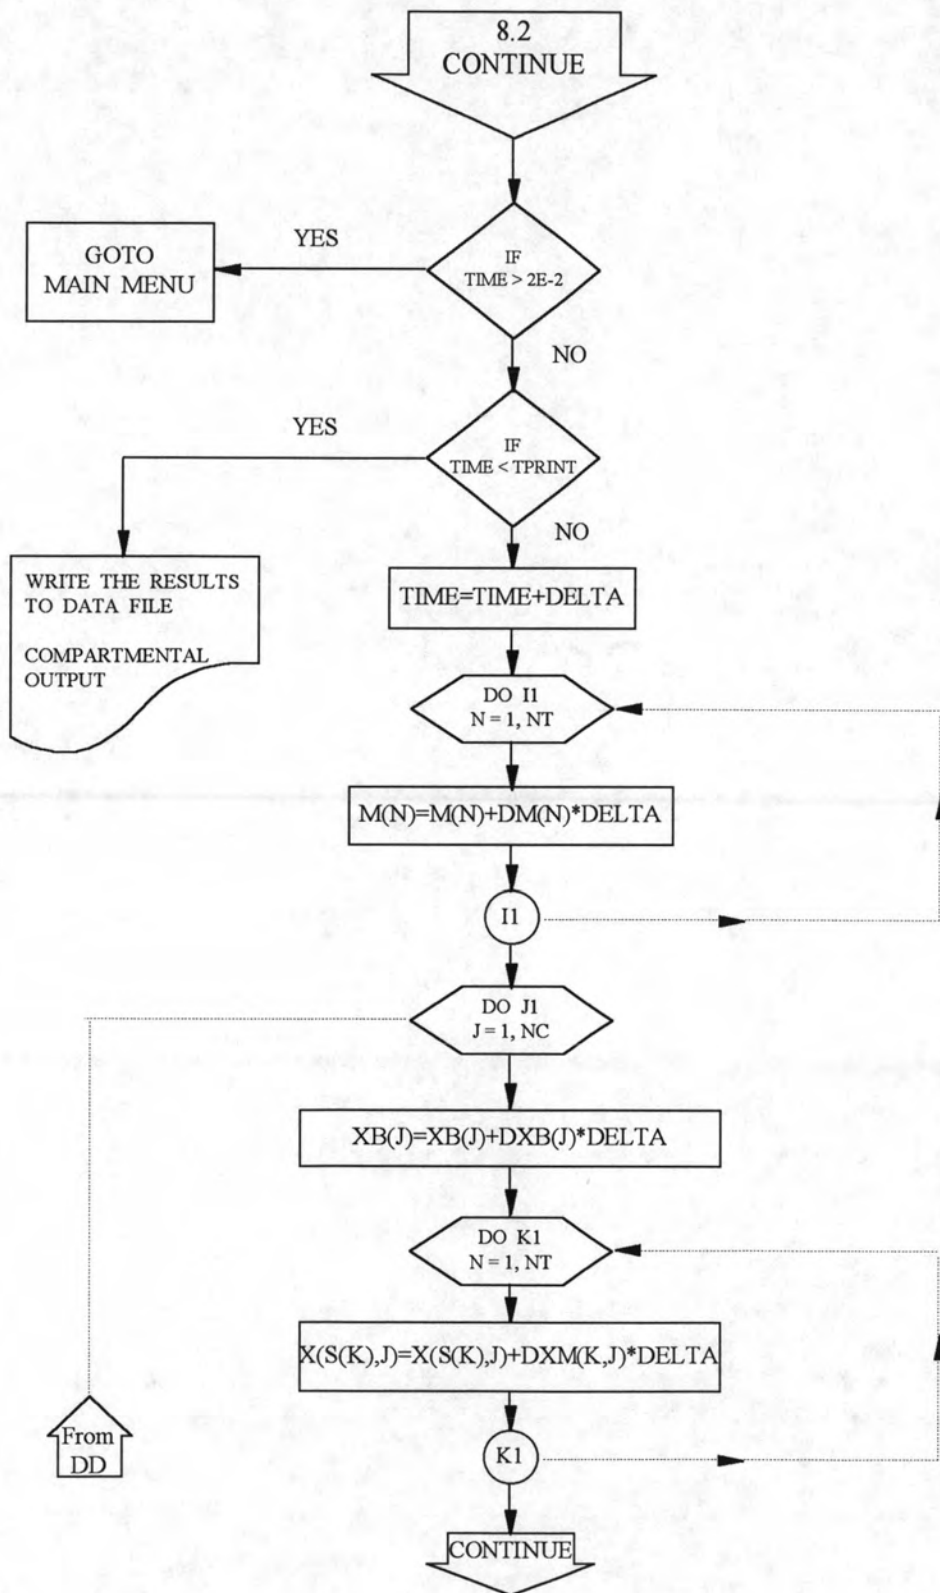 8.2
CONTINUE
IF
TIME > 2E-2
YES
GOTO
MAIN MENU
NO
IF
TIME < TPRINT
YES
NO
WRITE THE RESULTS
TO DATA FILE
COMPARTMENTAL
OUTPUT
TIME=TIME+DELTA
DO I1
N = 1, NT
M(N)=M(N)+DM(N)*DELTA
I1
DO J1
J = 1, NC
XB(J)=XB(J)+DXB(J)*DELTA
DO K1
N = 1, NT
X(S(K),J)=X(S(K),J)+DXM(K,J)*DELTA
From
DD
K1
CONTINUE